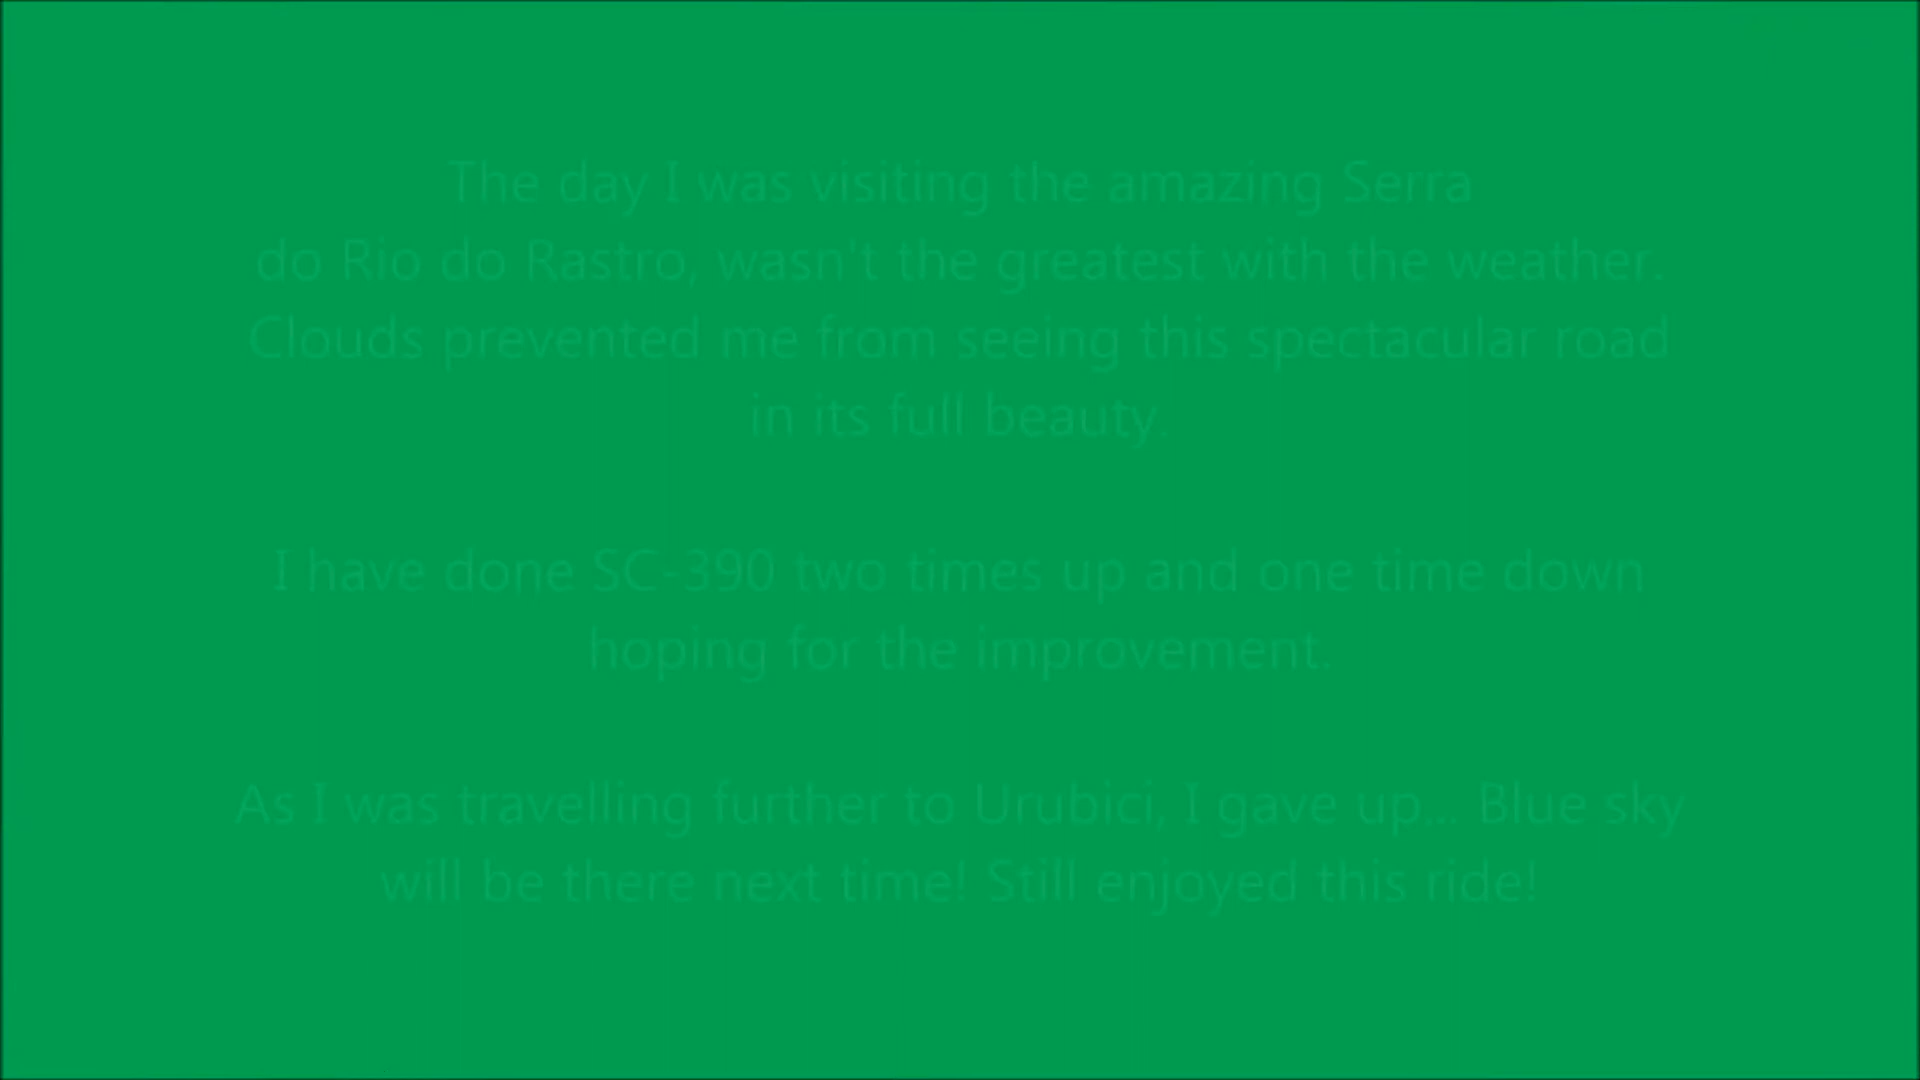 The day I was visiting the amazing Serra
do Rio do Rastro, wasn't the greatest with the weather.
Clouds prevented me from seeing this spectacular road
in its full beauty.
I have done SC-390 two times up and one time down
hoping for the improvement.
As I was travelling further to Urubici, I gave up... Blue sky
will be there next time! Still enjoyed this ride!